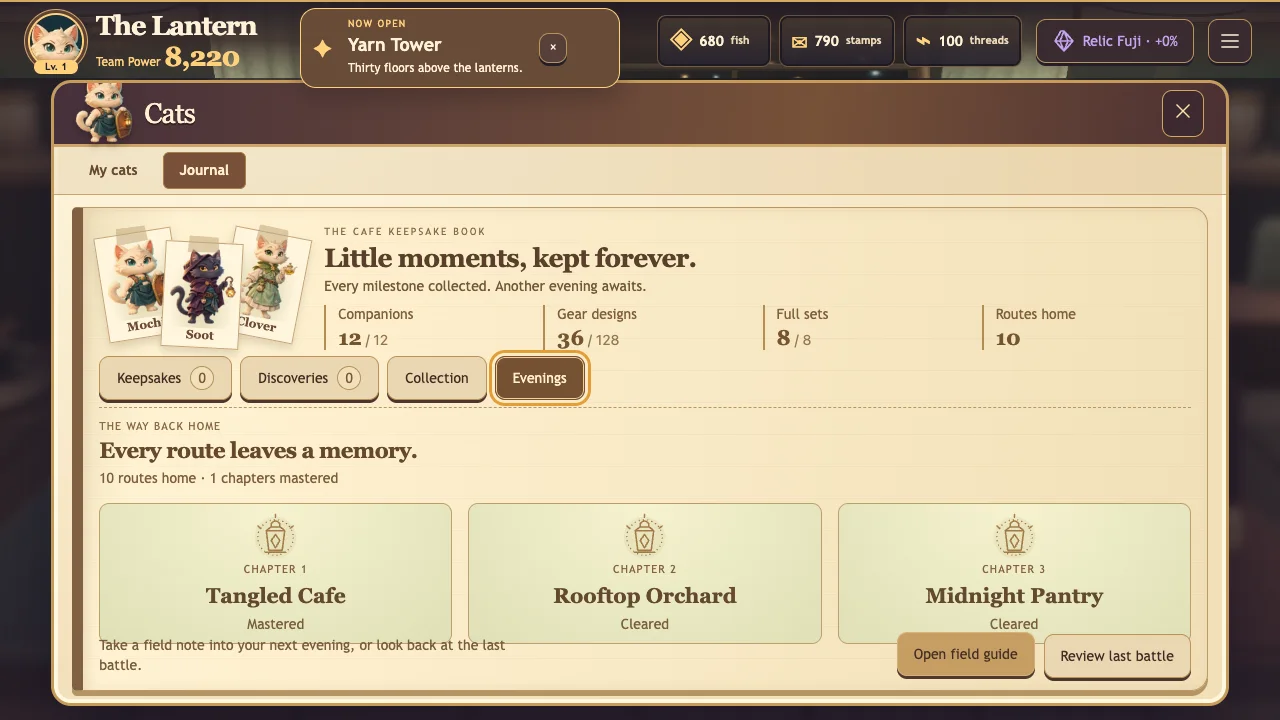 The Lantern
Team Power 8,220
Lv. 1
NOW OPEN
Yarn Tower
Thirty floors above the lanterns.
×
680 fish
790 stamps
100 threads
Relic Fuji · +0%
Cats
My cats
Journal
Moch
Soot
Clover
THE CAFE KEEPSAKE BOOK
Little moments, kept forever.
Every milestone collected. Another evening awaits.
Companions
12 / 12
Gear designs
36 / 128
Full sets
8 / 8
Routes home
10
Keepsakes 0
Discoveries 0
Collection
Evenings
THE WAY BACK HOME
Every route leaves a memory.
10 routes home · 1 chapters mastered
CHAPTER 1
Tangled Cafe
Mastered
CHAPTER 2
Rooftop Orchard
Cleared
CHAPTER 3
Midnight Pantry
Cleared
Take a field note into your next evening, or look back at the last
battle.
Open field guide
Review last battle